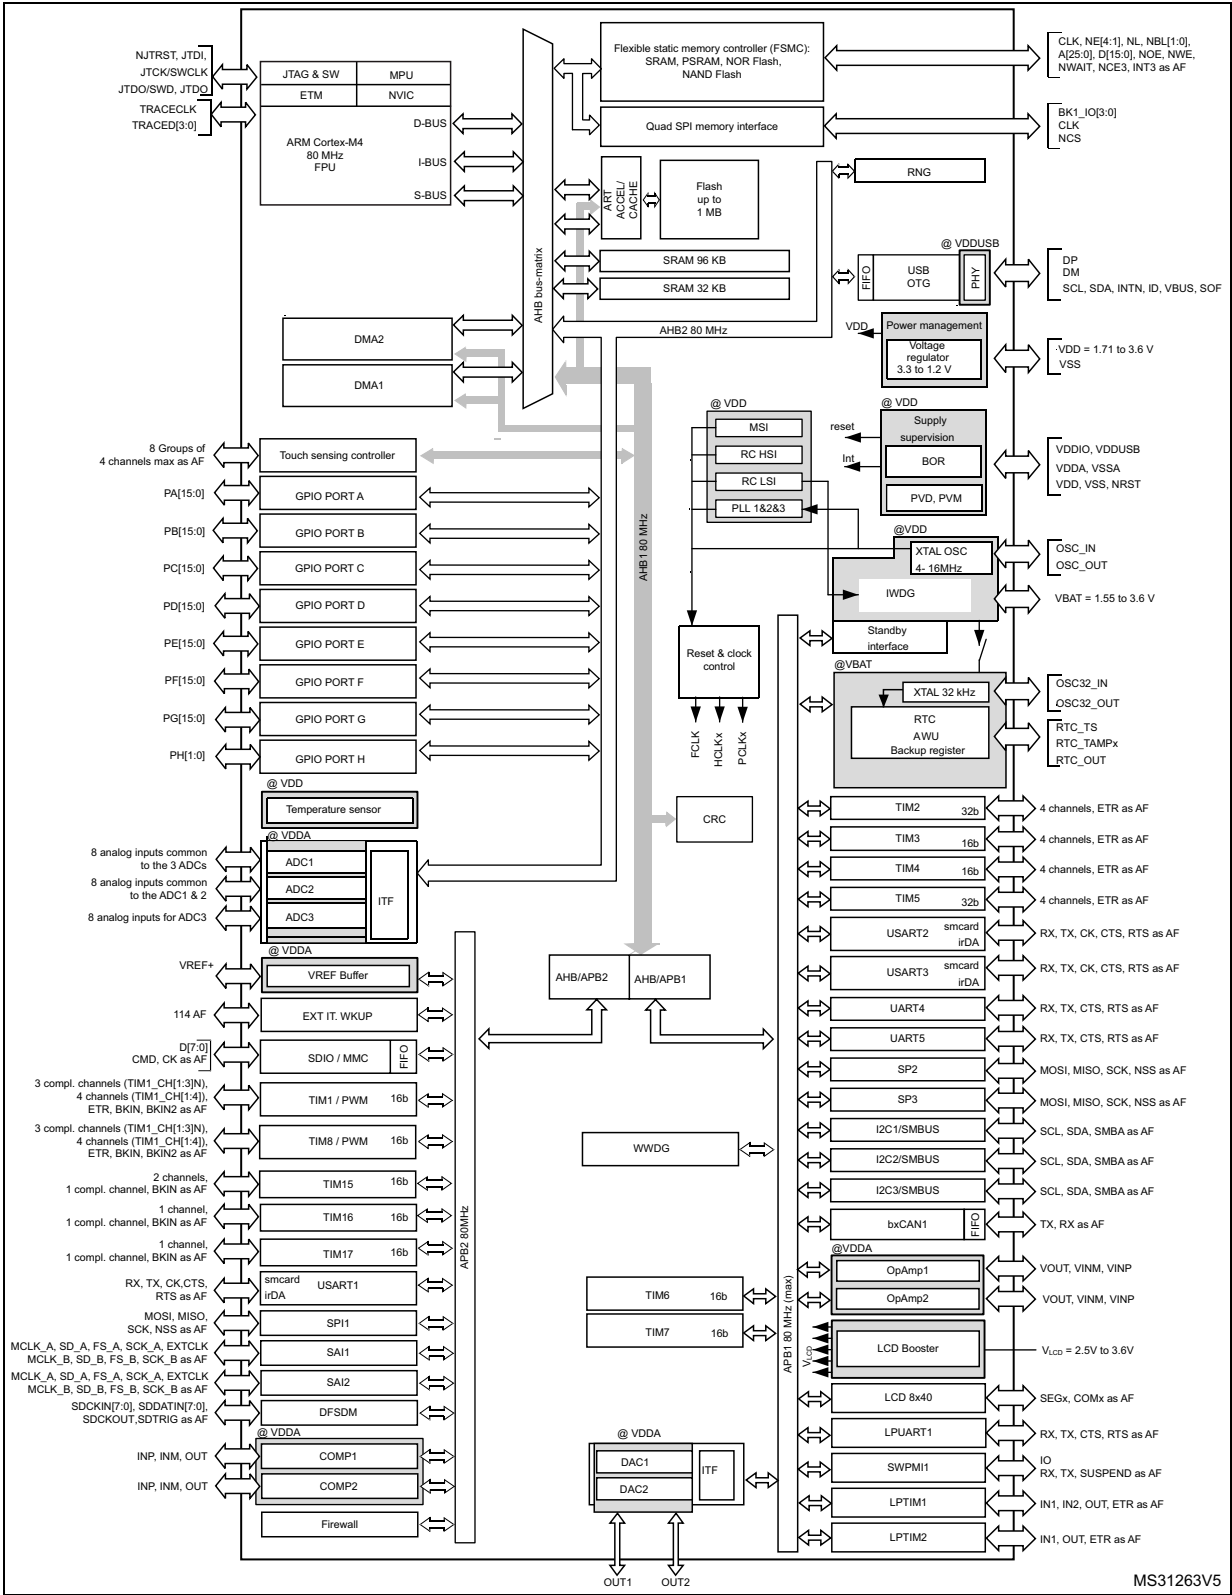 NJTRST, JTDI,
JTCK/SWCLK
JTDO/SWD, JTDO
TRACECLK
TRACED[3:0]
JTAG & SW
MPU
ETM
NVIC
ARM Cortex-M4
80 MHz
FPU
D-BUS
I-BUS
S-BUS
AHB bus-matrix
Flexible static memory controller (FSMC):
SRAM, PSRAM, NOR Flash,
NAND Flash
CLK, NE[4:1], NL, NBL[1:0],
A[25:0], D[15:0], NOE, NWE,
NWAIT, NCE3, INT3 as AF
Quad SPI memory interface
BK1_IO[3:0]
CLK
NCS
ART
ACCEL/
CACHE
Flash
up to
1 MB
RNG
SRAM 96 KB
SRAM 32 KB
@ VDDUSB
FIFO
USB
OTG
PHY
DP
DM
SCL, SDA, INTN, ID, VBUS, SOF
AHB2 80 MHz
DMA2
DMA1
VDD
Power management
Voltage
regulator
3.3 to 1.2 V
VDD = 1.71 to 3.6 V
VSS
@ VDD
MSI
RC HSI
RC LSI
PLL 1&2&3
@ VDD
reset
Int
Supply
supervision
BOR
PVD, PVM
VDDIO, VDDUSB
VDDA, VSSA
VDD, VSS, NRST
8 Groups of
4 channels max as AF
Touch sensing controller
PA[15:0]
GPIO PORT A
PB[15:0]
GPIO PORT B
PC[15:0]
GPIO PORT C
PD[15:0]
GPIO PORT D
PE[15:0]
GPIO PORT E
PF[15:0]
GPIO PORT F
PG[15:0]
GPIO PORT G
PH[1:0]
GPIO PORT H
AHB1 80 MHz
@VDD
XTAL OSC
4- 16MHz
IWDG
OSC_IN
OSC_OUT
VBAT = 1.55 to 3.6 V
Standby
interface
Reset & clock
control
FCLK
HCLKx
PCLKx
@VBAT
XTAL 32 kHz
RTC
AWU
Backup register
OSC32_IN
OSC32_OUT
RTC_TS
RTC_TAMPx
RTC_OUT
@ VDD
Temperature sensor
@ VDDA
8 analog inputs common
to the 3 ADCs
8 analog inputs common
to the ADC1 & 2
8 analog inputs for ADC3
ADC1
ADC2
ADC3
ITF
CRC
@ VDDA
VREF+
VREF Buffer
114 AF
EXT IT. WKUP
D[7:0]
CMD, CK as AF
SDIO / MMC
FIFO
3 compl. channels (TIM1_CH[1:3]N),
4 channels (TIM1_CH[1:4]),
ETR, BKIN, BKIN2 as AF
TIM1 / PWM
16b
3 compl. channels (TIM1_CH[1:3]N),
4 channels (TIM1_CH[1:4]),
ETR, BKIN, BKIN2 as AF
TIM8 / PWM
16b
2 channels,
1 compl. channel, BKIN as AF
TIM15
16b
1 channel,
1 compl. channel, BKIN as AF
TIM16
16b
1 channel,
1 compl. channel, BKIN as AF
TIM17
16b
RX, TX, CK,CTS,
RTS as AF
smcard
irDA
USART1
MOSI, MISO,
SCK, NSS as AF
SPI1
MCLK_A, SD_A, FS_A, SCK_A, EXTCLK
MCLK_B, SD_B, FS_B, SCK_B as AF
SAI1
MCLK_A, SD_A, FS_A, SCK_A, EXTCLK
MCLK_B, SD_B, FS_B, SCK_B as AF
SAI2
SDCKIN[7:0], SDDATIN[7:0],
SDCKOUT,SDTRIG as AF
DFSDM
@ VDDA
INP, INM, OUT
COMP1
INP, INM, OUT
COMP2
Firewall
APB2 80MHz
AHB/APB2
AHB/APB1
WWDG
TIM6
16b
TIM7
16b
@ VDDA
DAC1
DAC2
ITF
OUT1
OUT2
APB1 80 MHz (max)
TIM2
32b
4 channels, ETR as AF
TIM3
16b
4 channels, ETR as AF
TIM4
16b
4 channels, ETR as AF
TIM5
32b
4 channels, ETR as AF
USART2
smcard
irDA
RX, TX, CK, CTS, RTS as AF
USART3
smcard
irDA
RX, TX, CK, CTS, RTS as AF
UART4
RX, TX, CTS, RTS as AF
UART5
RX, TX, CTS, RTS as AF
SP2
MOSI, MISO, SCK, NSS as AF
SP3
MOSI, MISO, SCK, NSS as AF
I2C1/SMBUS
SCL, SDA, SMBA as AF
I2C2/SMBUS
SCL, SDA, SMBA as AF
I2C3/SMBUS
SCL, SDA, SMBA as AF
bxCAN1
FIFO
TX, RX as AF
@VDDA
OpAmp1
VOUT, VINM, VINP
OpAmp2
VOUT, VINM, VINP
VLCD
LCD Booster
VLCD = 2.5V to 3.6V
LCD 8x40
SEGx, COMx as AF
LPUART1
RX, TX, CTS, RTS as AF
SWPMI1
IO
RX, TX, SUSPEND as AF
LPTIM1
IN1, IN2, OUT, ETR as AF
LPTIM2
IN1, OUT, ETR as AF
MS31263V5